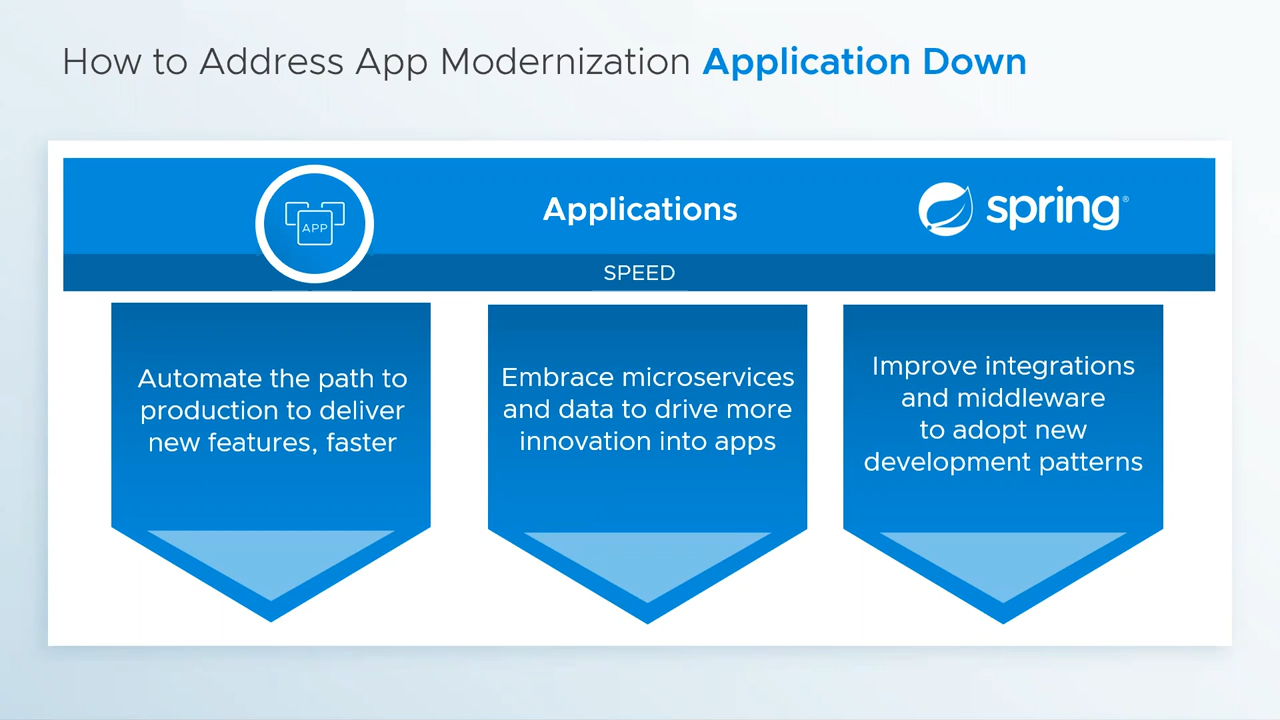 How to Address App Modernization Application Down
APP
Applications
spring®
SPEED
Automate the path to
production to deliver
new features, faster
Embrace microservices
and data to drive more
innovation into apps
Improve integrations
and middleware
to adopt new
development patterns